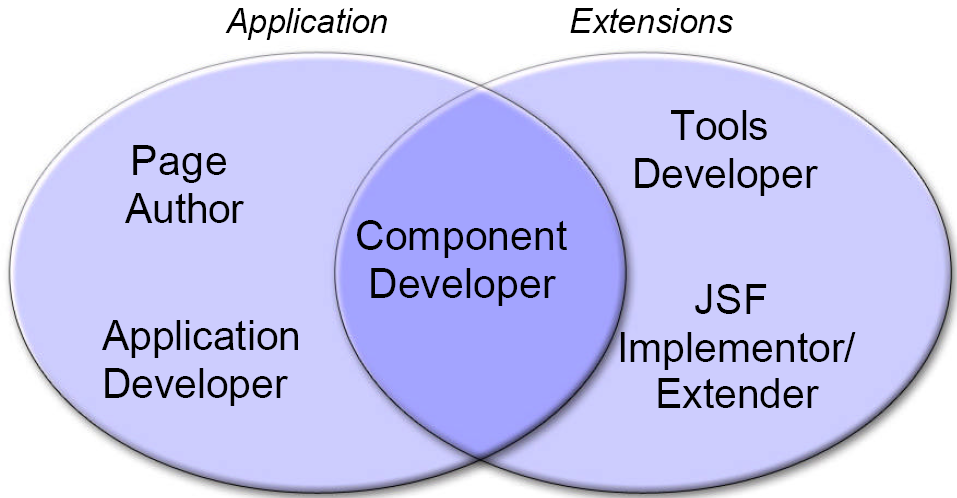 Application
Extensions
Page
Author
Application
Developer
Component
Developer
Tools
Developer
JSF
Implementor/
Extender